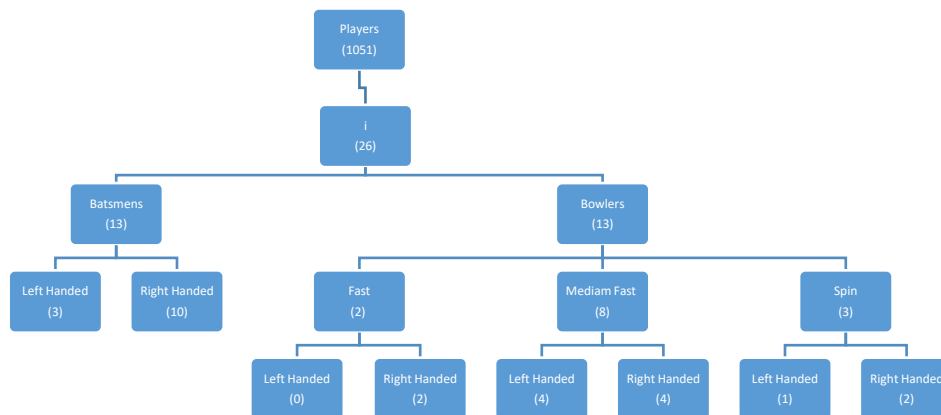 Players
(1051)
i
(26)
Batsmens
(13)
Bowlers
(13)
Left Handed
(3)
Right Handed
(10)
Fast
(2)
Mediam Fast
(8)
Spin
(3)
Left Handed
(0)
Right Handed
(2)
Left Handed
(4)
Right Handed
(4)
Left Handed
(1)
Right Handed
(2)